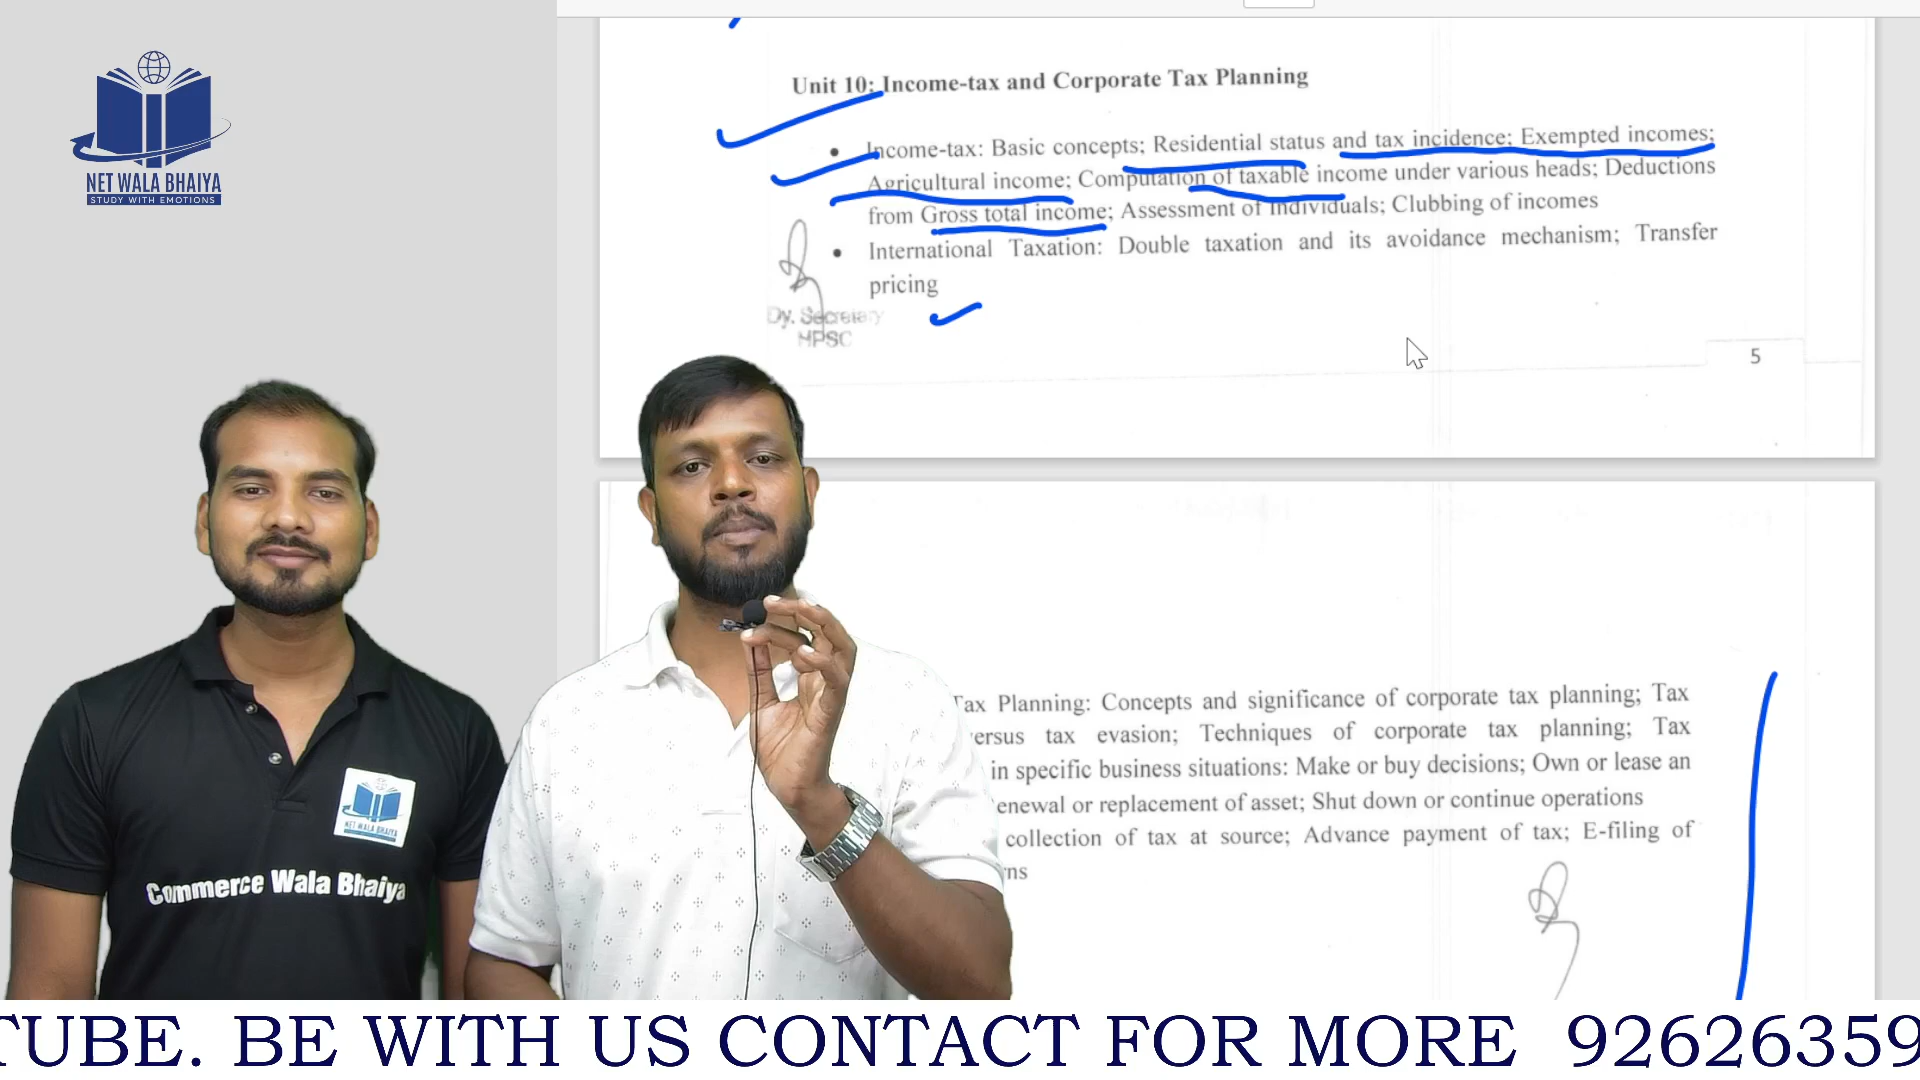 NET WALA BHAIYA
STUDY WITH EMOTIONS
Unit 10: Income-tax and Corporate Tax Planning
• Income-tax: Basic concepts; Residential status and tax incidence; Exempted incomes;
Agricultural income; Computation of taxable income under various heads; Deductions
from Gross total income; Assessment of Individuals; Clubbing of incomes
• International Taxation: Double taxation and its avoidance mechanism; Transfer
pricing
Dy. Secretary
HPSC
5
Tax Planning: Concepts and significance of corporate tax planning; Tax
ersus tax evasion; Techniques of corporate tax planning; Tax
in specific business situations: Make or buy decisions; Own or lease an
enewal or replacement of asset; Shut down or continue operations
collection of tax at source; Advance payment of tax; E-filing of
rns
NET WALA BHAIYA
Commerce Wala Bhaiya
TUBE. BE WITH US CONTACT FOR MORE 92626359